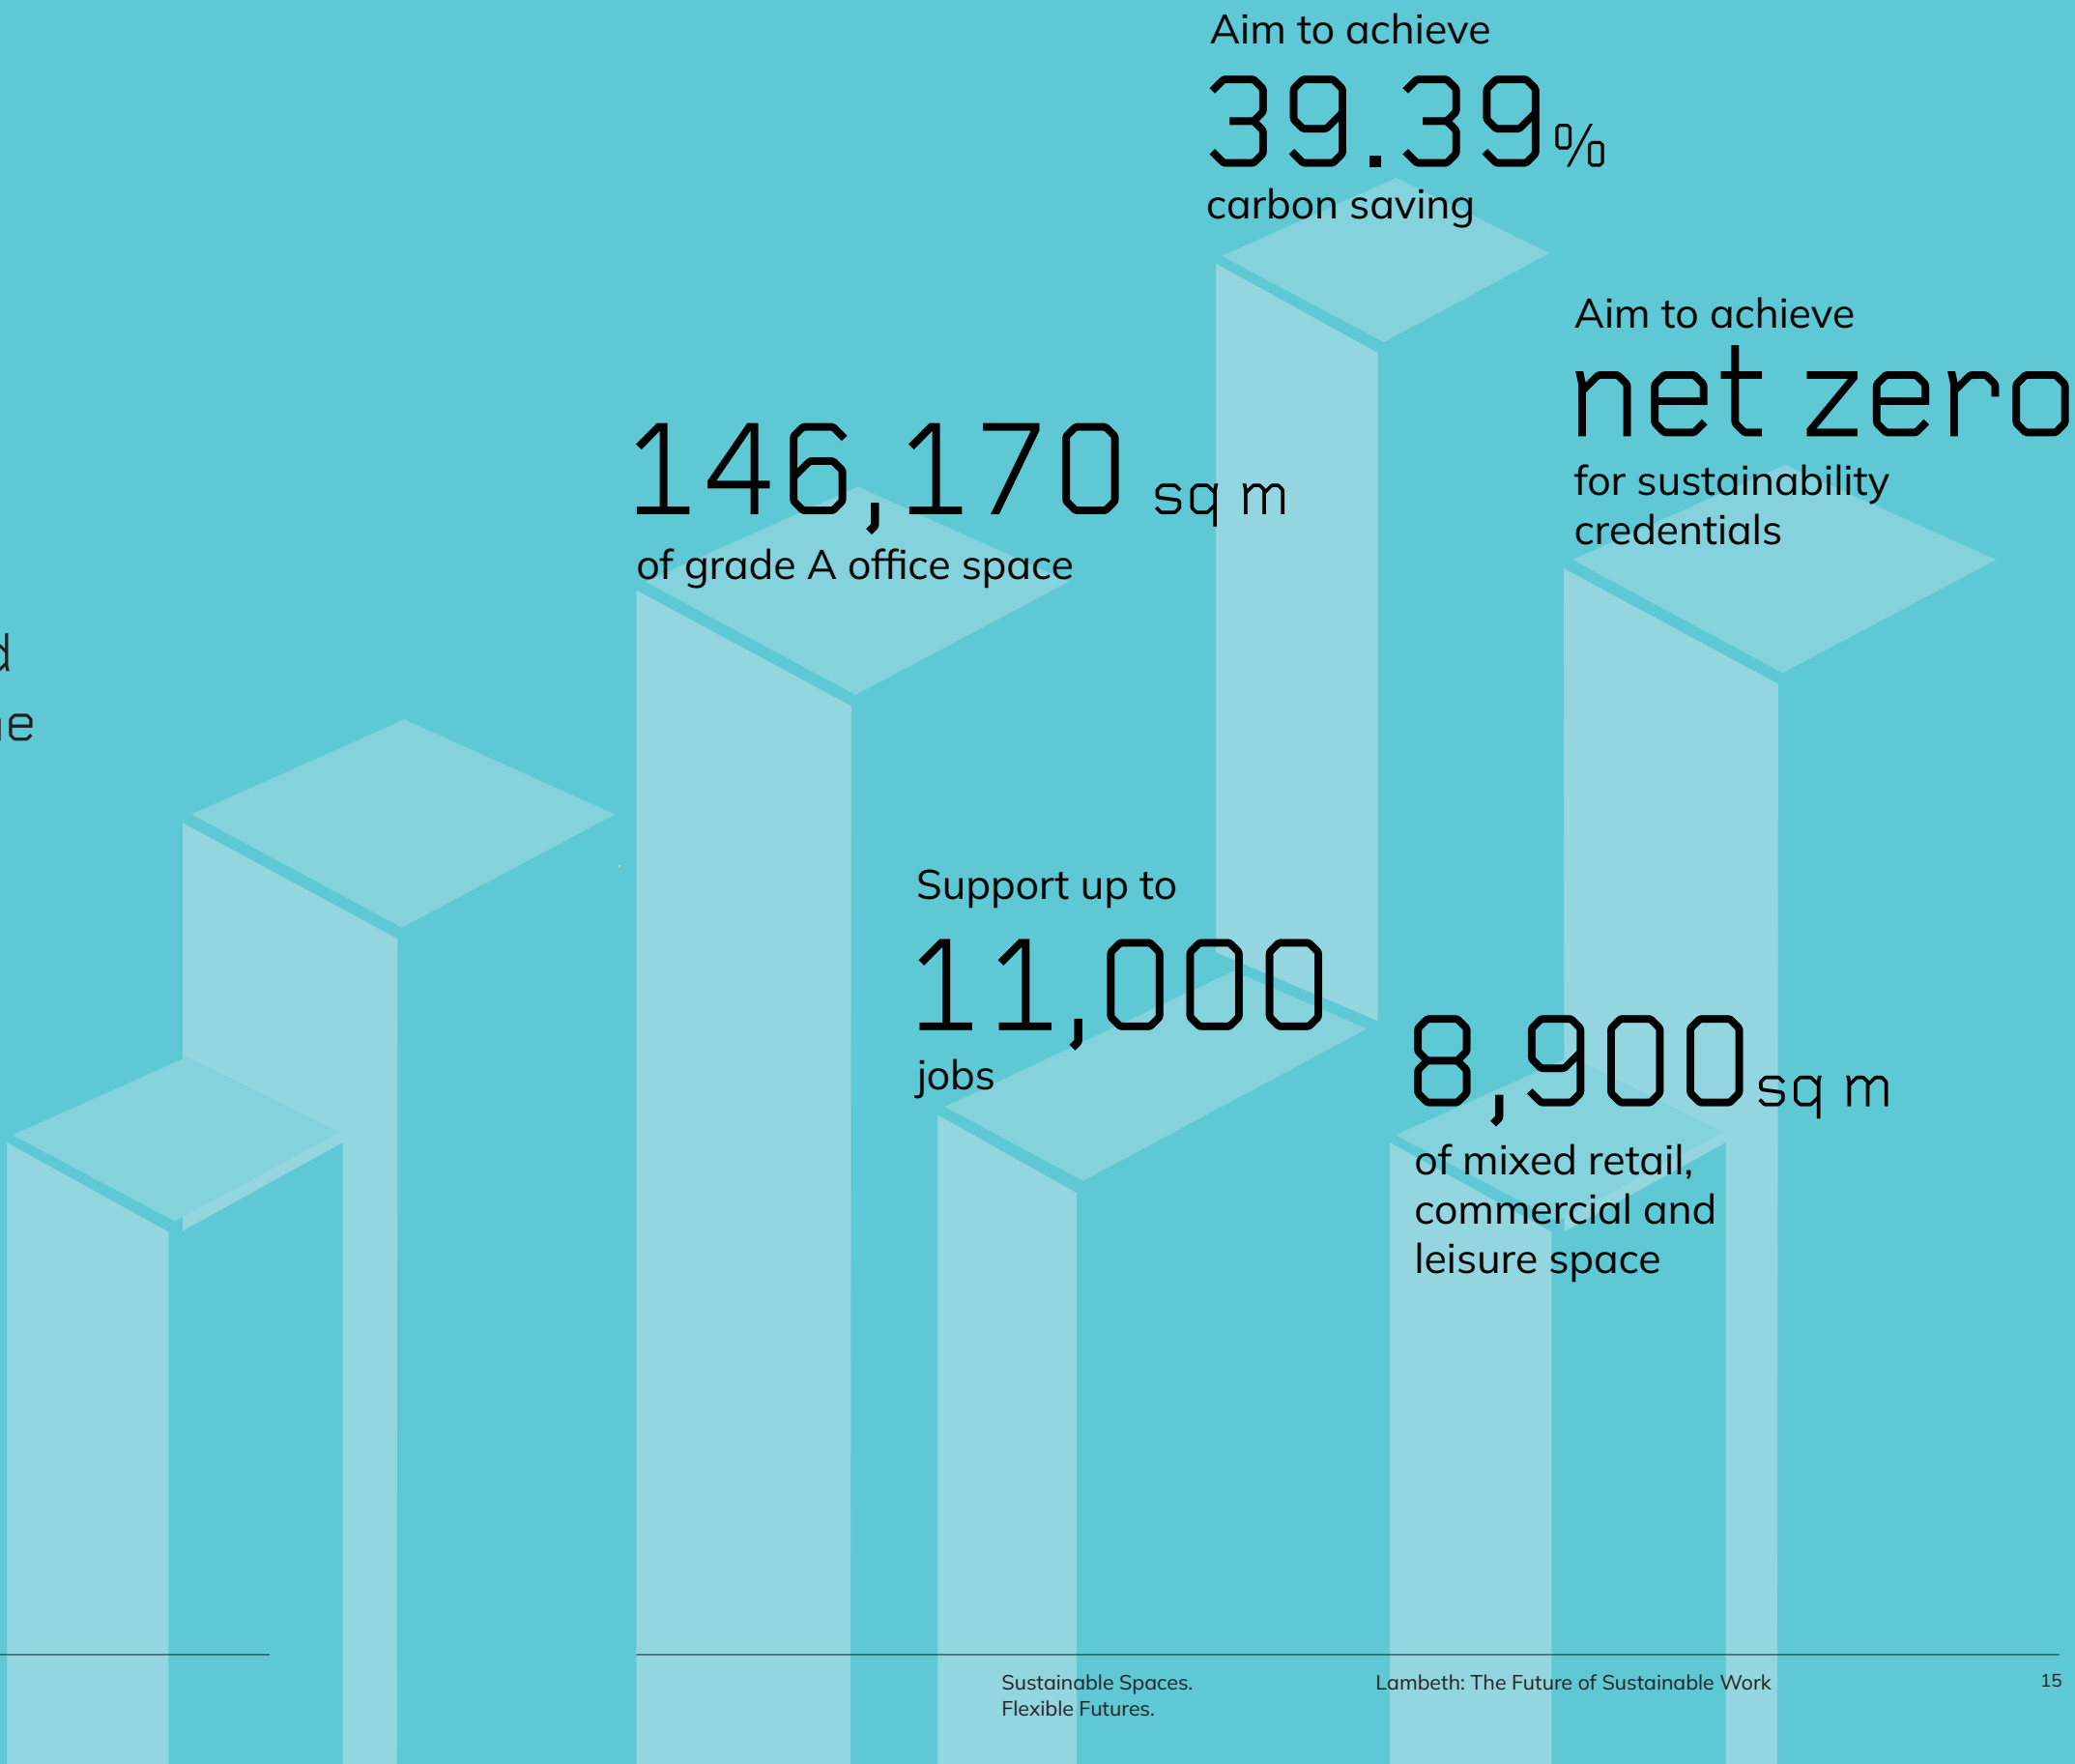 Aim to achieve
39.39%
carbon saving
Aim to achieve
net zero
for sustainability
credentials
146,170 sq m
of grade A office space
Support up to
11,000
jobs
8,900 sq m
of mixed retail,
commercial and
leisure space
Sustainable Spaces.
Flexible Futures.
Lambeth: The Future of Sustainable Work
15